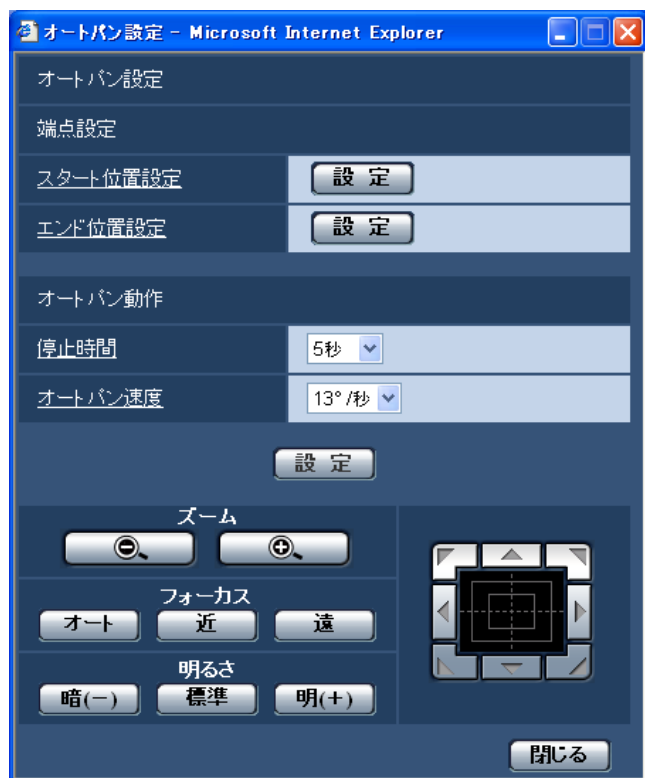 オートパン設定 - Microsoft Internet Explorer
オートパン設定
端点設定
スタート位置設定 設 定
エンド位置設定 設 定
オートパン動作
停止時間 5秒
オートパン速度 13°/秒
設 定
ズーム
フォーカス
オート 近 遠
明るさ
暗(-) 標準 明(+)
閉じる